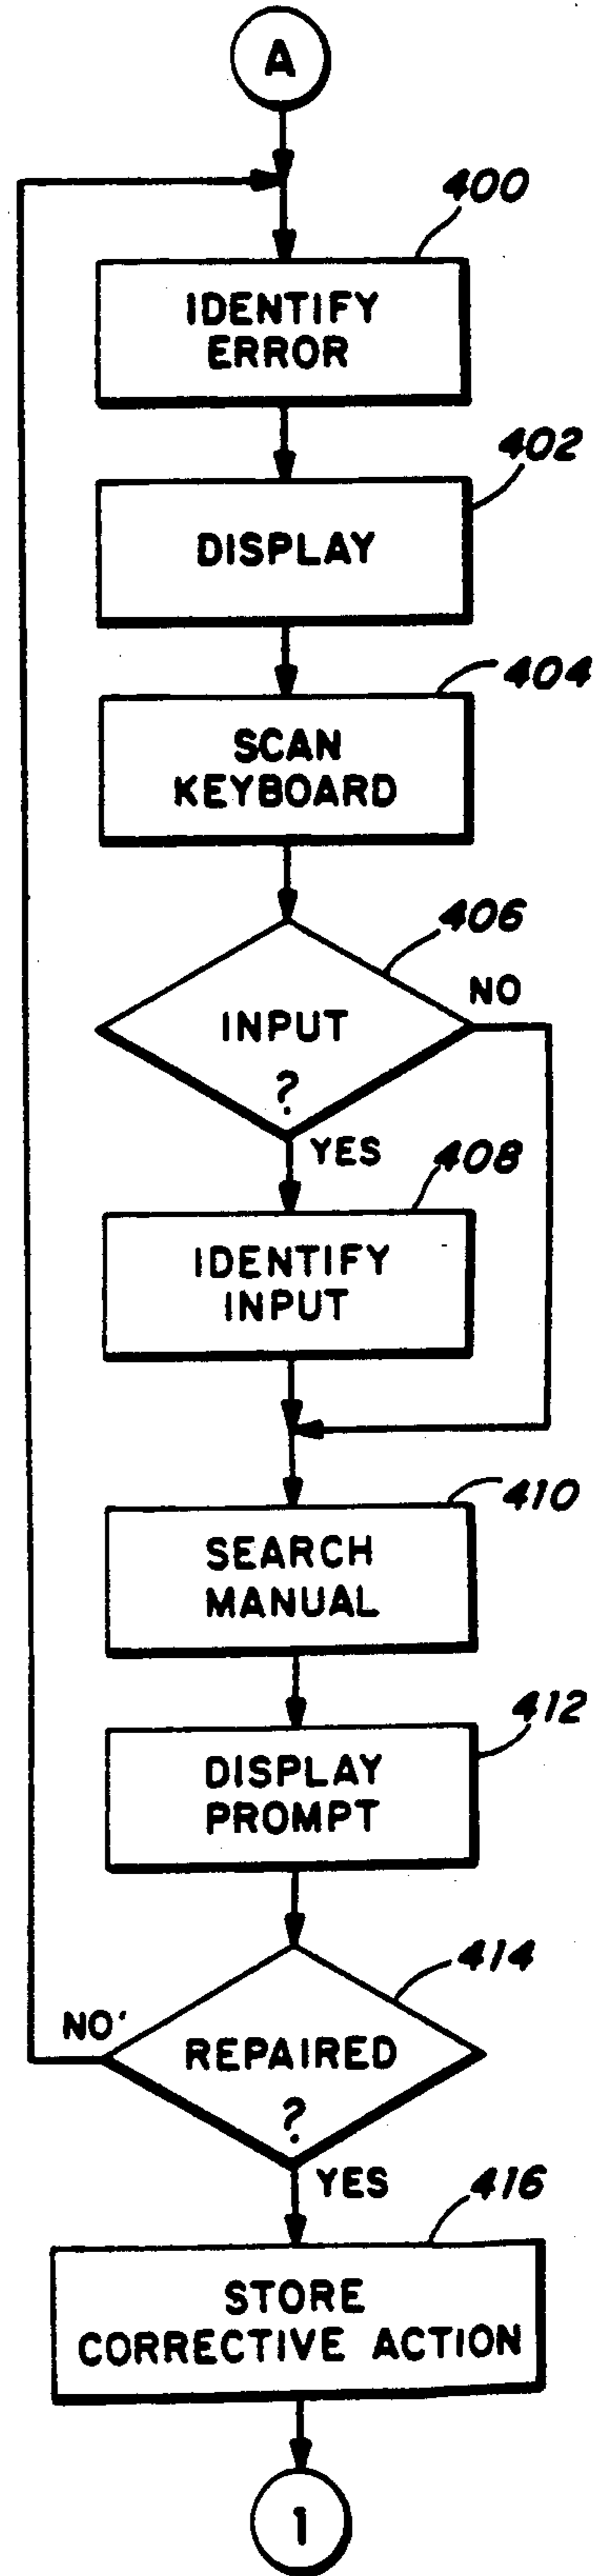 A
400
IDENTIFY
ERROR
402
DISPLAY
404
SCAN
KEYBOARD
406
NO
INPUT
?
YES
408
IDENTIFY
INPUT
410
SEARCH
MANUAL
412
DISPLAY
PROMPT
414
NO
REPAIRED
?
YES
416
STORE
CORRECTIVE ACTION
1